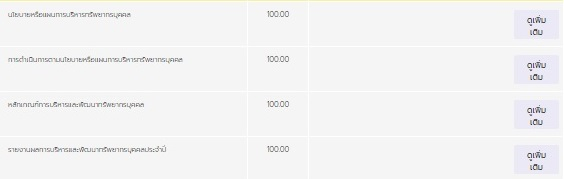 นโยบายหรือแผนการบริหารทรัพยากรบุคคล 100.00 ดูเพิ่ม
เติม
การดำเนินการตามนโยบายหรือแผนการบริหารทรัพยากรบุคคล 100.00 ดูเพิ่ม
เติม
หลักเกณฑ์การบริหารและพัฒนาทรัพยากรบุคคล 100.00 ดูเพิ่ม
เติม
รายงานผลการบริหารและพัฒนาทรัพยากรบุคคลประจำปี 100.00 ดูเพิ่ม
เติม